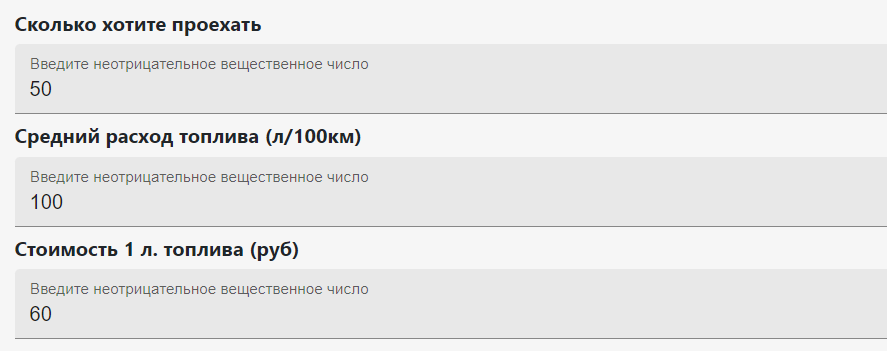 Сколько хотите проехать
Введите неотрицательное вещественное число
50
Средний расход топлива (л/100км)
Введите неотрицательное вещественное число
100
Стоимость 1 л. топлива (руб)
Введите неотрицательное вещественное число
60